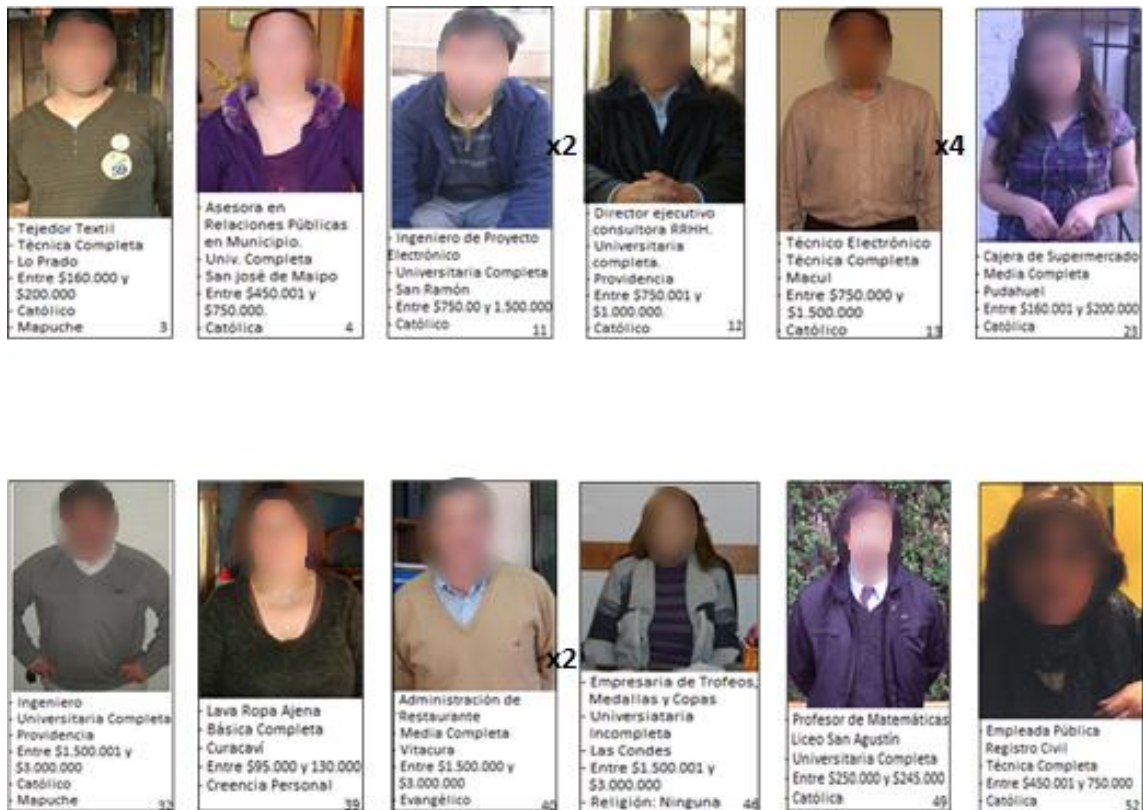 - Tejedor Textil
- Técnica Completa
- Lo Prado
- Entre $160.000 y
$200.000
- Católico
- Mapuche 3
- Asesora en
Relaciones Públicas
en Municipio.
- Univ. Completa
- San José de Maipo
- Entre $450.001 y
$750.000.
- Católica 4
- Ingeniero de Proyecto
Electrónico
- Universitaria Completa
- San Ramón
- Entre $750.00 y 1.500.000
- Católico 11
x2
- Director ejecutivo
consultora RRHH.
- Universitaria
completa.
- Providencia
- Entre $750.001 y
$1.000.000.
- Católico 12
- Técnico Electrónico
- Técnica Completa
- Macul
- Entre $750.000 y
$1.500.000
- Católico 13
x4
- Cajera de Supermercado
- Media Completa
- Pudahuel
- Entre $160.001 y $200.000
- Católica 23
- Ingeniero
- Universitaria Completa
- Providencia
- Entre $1.500.001 y
$3.000.000
- Católico
- Mapuche 32
- Lava Ropa Ajena
- Básica Completa
- Curacaví
- Entre $95.000 y 130.000
- Creencia Personal
39
- Administración de
Restaurante
- Media Completa
- Vitacura
- Entre $1.500.000 y
$3.000.000
- Evangélico 40
x2
- Empresaria de Trofeos,
Medallas y Copas
- Universiataría
Incompleta
- Las Condes
- Entre $1.500.001 y
$3.000.000
- Religión: Ninguna 46
Profesor de Matemáticas
Liceo San Agustín
Universitaria Completa
Entre $250.000 y $245.000
Católica 49
- Empleada Pública
Registro Civil
- Técnica Completa
- Entre $450.001 y 750.000
- Católica